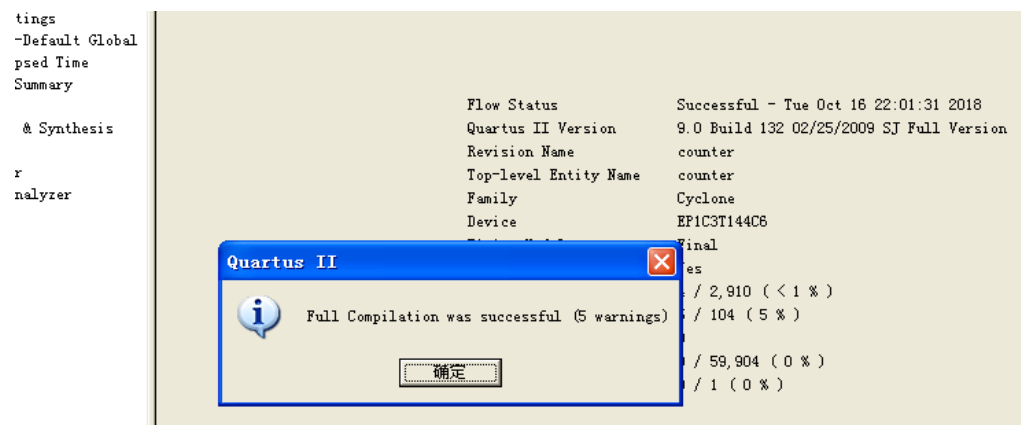 tings
-Default Global
psed Time
Summary
& Synthesis
r
nalyzer
Flow Status Successful - Tue Oct 16 22:01:31 2018
Quartus II Version 9.0 Build 132 02/25/2009 SJ Full Version
Revision Name counter
Top-level Entity Name counter
Family Cyclone
Device EP1C3T144C6
Final
es
/ 2,910 ( < 1 % )
/ 104 ( 5 % )
/ 59,904 ( 0 % )
/ 1 ( 0 % )
Quartus II
Full Compilation was successful (5 warnings)
确定